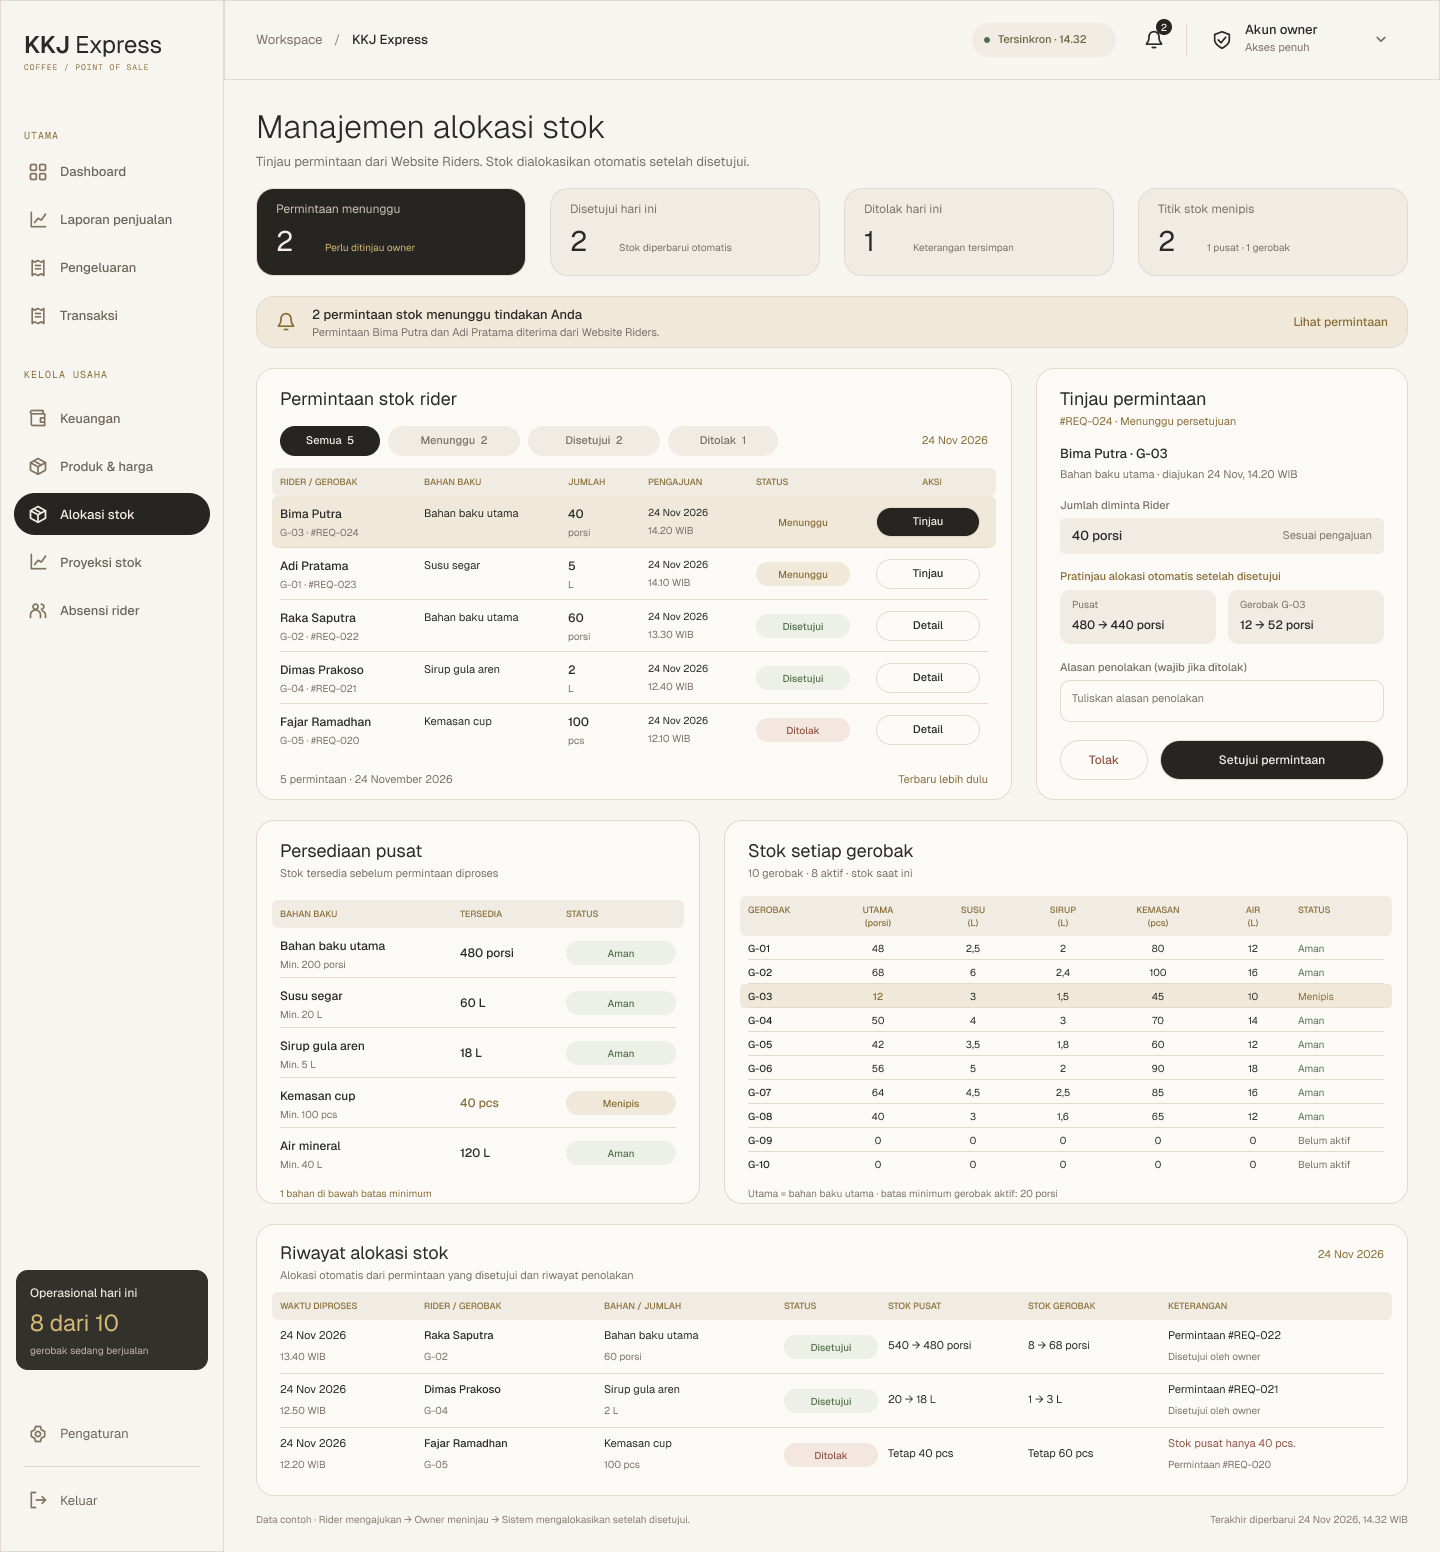 KKJ Express
COFFEE / POINT OF SALE
UTAMA
Dashboard
Laporan penjualan
Pengeluaran
Transaksi
KELOLA USAHA
Keuangan
Produk & harga
Alokasi stok
Proyeksi stok
Absensi rider
Operasional hari ini
8 dari 10
gerobak sedang berjualan
Pengaturan
Keluar
Workspace / KKJ Express
Tersinkron · 14.32
2
Akun owner
Akses penuh
Manajemen alokasi stok
Tinjau permintaan dari Website Riders. Stok dialokasikan otomatis setelah disetujui.
Permintaan menunggu
2 Perlu ditinjau owner
Disetujui hari ini
2 Stok diperbarui otomatis
Ditolak hari ini
1 Keterangan tersimpan
Titik stok menipis
2 1 pusat · 1 gerobak
2 permintaan stok menunggu tindakan Anda
Permintaan Bima Putra dan Adi Pratama diterima dari Website Riders.
Lihat permintaan
Permintaan stok rider
Semua 5 Menunggu 2 Disetujui 2 Ditolak 1 24 Nov 2026
RIDER / GEROBAK BAHAN BAKU JUMLAH PENGAJUAN STATUS AKSI
Bima Putra Bahan baku utama 40 24 Nov 2026 Menunggu Tinjau
G-03 · #REQ-024 porsi 14.20 WIB
Adi Pratama Susu segar 5 24 Nov 2026 Menunggu Tinjau
G-01 · #REQ-023 L 14.10 WIB
Raka Saputra Bahan baku utama 60 24 Nov 2026 Disetujui Detail
G-02 · #REQ-022 porsi 13.30 WIB
Dimas Prakoso Sirup gula aren 2 24 Nov 2026 Disetujui Detail
G-04 · #REQ-021 L 12.40 WIB
Fajar Ramadhan Kemasan cup 100 24 Nov 2026 Ditolak Detail
G-05 · #REQ-020 pcs 12.10 WIB
5 permintaan · 24 November 2026 Terbaru lebih dulu
Tinjau permintaan
#REQ-024 · Menunggu persetujuan
Bima Putra · G-03
Bahan baku utama · diajukan 24 Nov, 14.20 WIB
Jumlah diminta Rider
40 porsi Sesuai pengajuan
Pratinjau alokasi otomatis setelah disetujui
Pusat Gerobak G-03
480 → 440 porsi 12 → 52 porsi
Alasan penolakan (wajib jika ditolak)
Tuliskan alasan penolakan
Tolak Setujui permintaan
Persediaan pusat
Stok tersedia sebelum permintaan diproses
BAHAN BAKU TERSEDIA STATUS
Bahan baku utama 480 porsi Aman
Min. 200 porsi
Susu segar 60 L Aman
Min. 20 L
Sirup gula aren 18 L Aman
Min. 5 L
Kemasan cup 40 pcs Menipis
Min. 100 pcs
Air mineral 120 L Aman
Min. 40 L
1 bahan di bawah batas minimum
Stok setiap gerobak
10 gerobak · 8 aktif · stok saat ini
GEROBAK UTAMA SUSU SIRUP KEMASAN AIR STATUS
(porsi) (L) (L) (pcs) (L)
G-01 48 2,5 2 80 12 Aman
G-02 68 6 2,4 100 16 Aman
G-03 12 3 1,5 45 10 Menipis
G-04 50 4 3 70 14 Aman
G-05 42 3,5 1,8 60 12 Aman
G-06 56 5 2 90 18 Aman
G-07 64 4,5 2,5 85 16 Aman
G-08 40 3 1,6 65 12 Aman
G-09 0 0 0 0 0 Belum aktif
G-10 0 0 0 0 0 Belum aktif
Utama = bahan baku utama · batas minimum gerobak aktif: 20 porsi
Riwayat alokasi stok
24 Nov 2026
Alokasi otomatis dari permintaan yang disetujui dan riwayat penolakan
WAKTU DIPROSES RIDER / GEROBAK BAHAN / JUMLAH STATUS STOK PUSAT STOK GEROBAK KETERANGAN
24 Nov 2026 Raka Saputra Bahan baku utama Disetujui 540 → 480 porsi 8 → 68 porsi Permintaan #REQ-022
13.40 WIB G-02 60 porsi Disetujui oleh owner
24 Nov 2026 Dimas Prakoso Sirup gula aren Disetujui 20 → 18 L 1 → 3 L Permintaan #REQ-021
12.50 WIB G-04 2 L Disetujui oleh owner
24 Nov 2026 Fajar Ramadhan Kemasan cup Ditolak Tetap 40 pcs Tetap 60 pcs Stok pusat hanya 40 pcs.
12.20 WIB G-05 100 pcs Permintaan #REQ-020
Data contoh · Rider mengajukan → Owner meninjau → Sistem mengalokasikan setelah disetujui.
Terakhir diperbarui 24 Nov 2026, 14.32 WIB